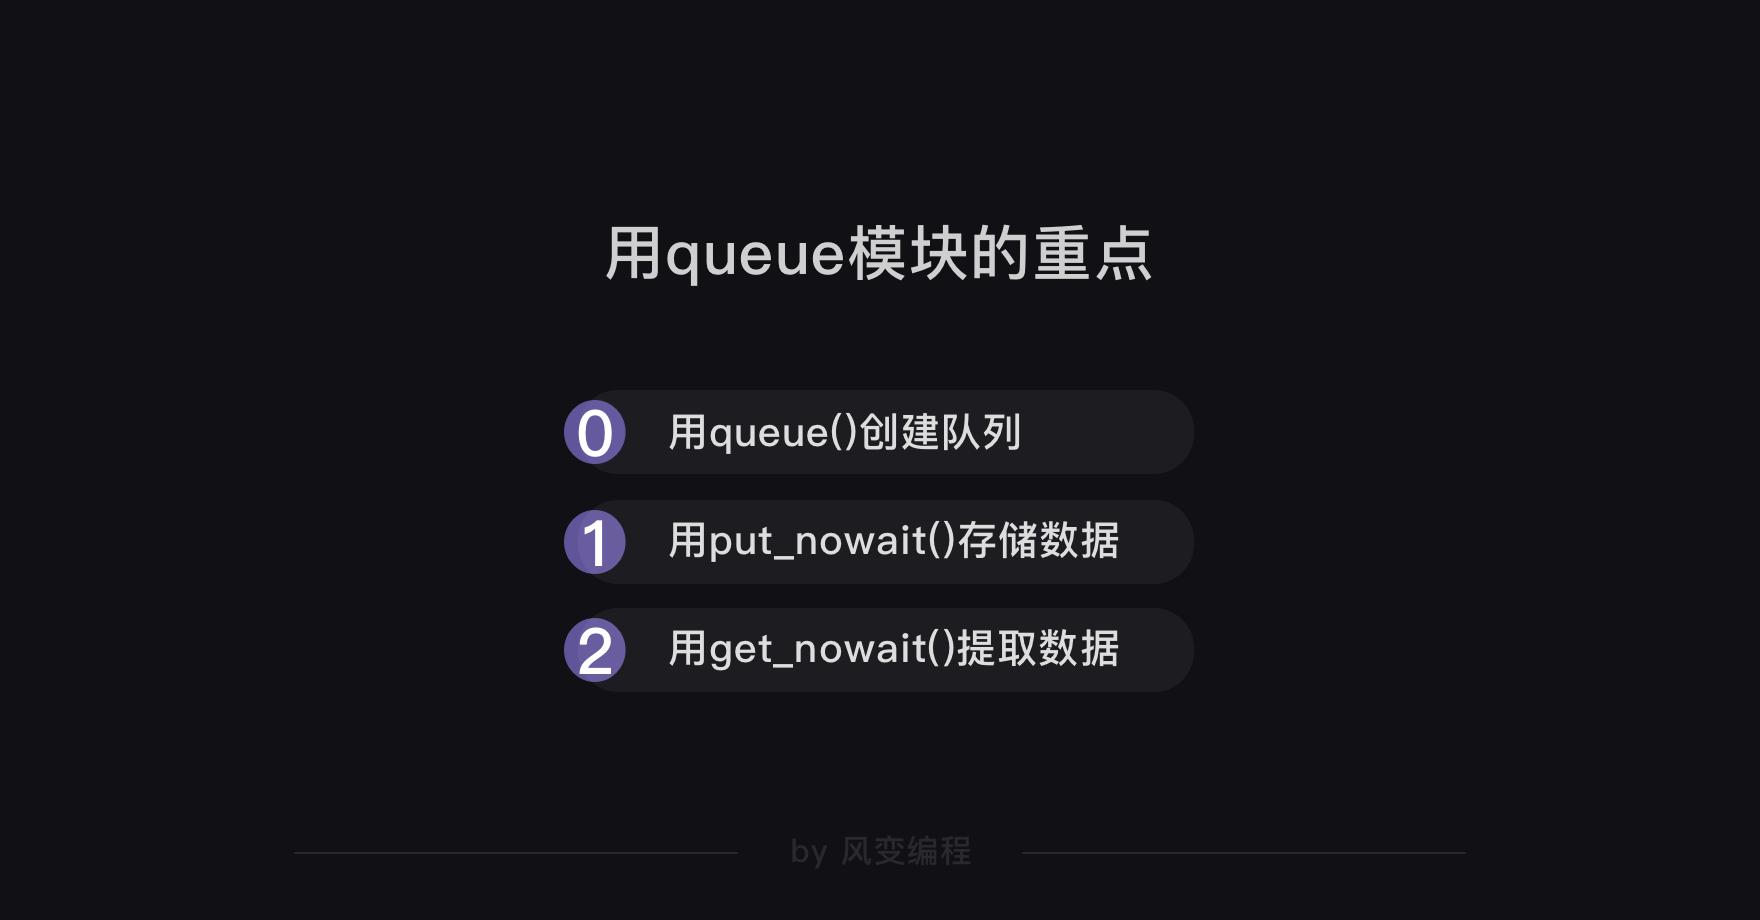 用queue模块的重点
0 用queue()创建队列
1 用put_nowait()存储数据
2 用get_nowait()提取数据
by 风变编程